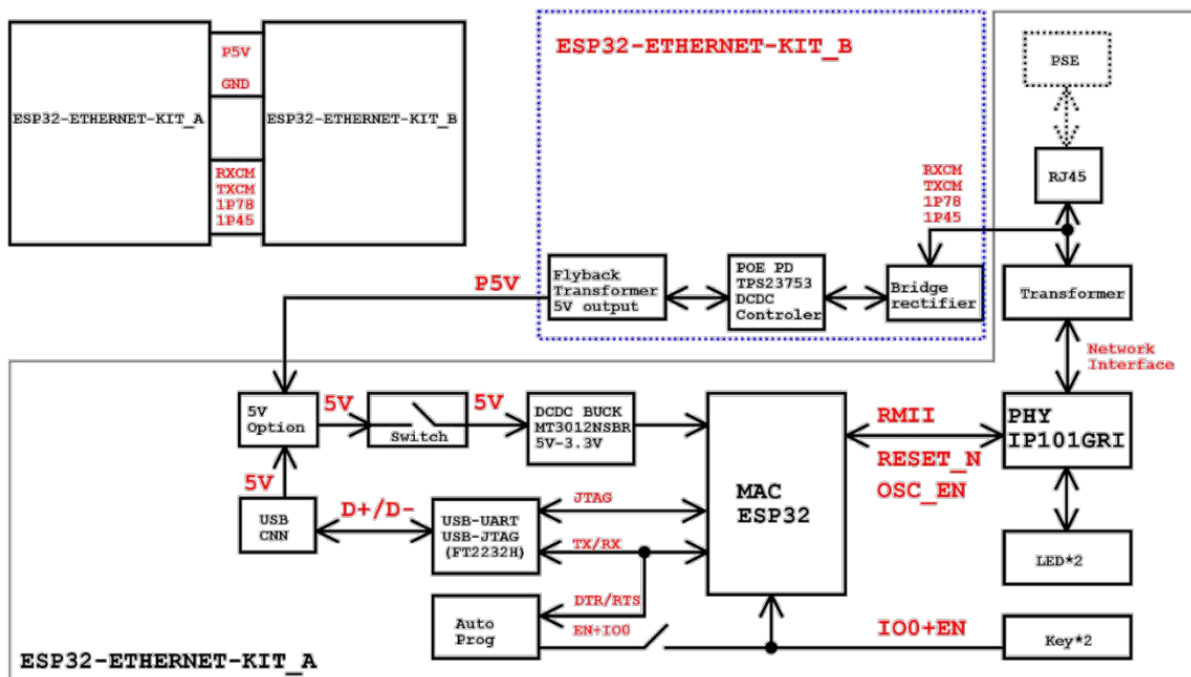 ESP32-ETHERNET-KIT_A
P5V
GND
RXCM
TXCM
1P78
1P45
ESP32-ETHERNET-KIT_B
ESP32-ETHERNET-KIT_B
PSE
RJ45
RXCM
TXCM
1P78
1P45
P5V
Flyback
Transformer
5V output
POE PD
TPS23753
DCDC
Controler
Bridge
rectifier
Transformer
Network
Interface
5V
Option
5V
Switch
5V
DCDC BUCK
MT3012NSBR
5V-3.3V
MAC
ESP32
RMII
RESET_N
OSC_EN
PHY
IP101GRI
5V
USB
CNN
D+/D-
USB-UART
USB-JTAG
(FT2232H)
JTAG
TX/RX
LED*2
DTR/RTS
Auto
Prog
EN+IO0
IO0+EN
Key*2
ESP32-ETHERNET-KIT_A